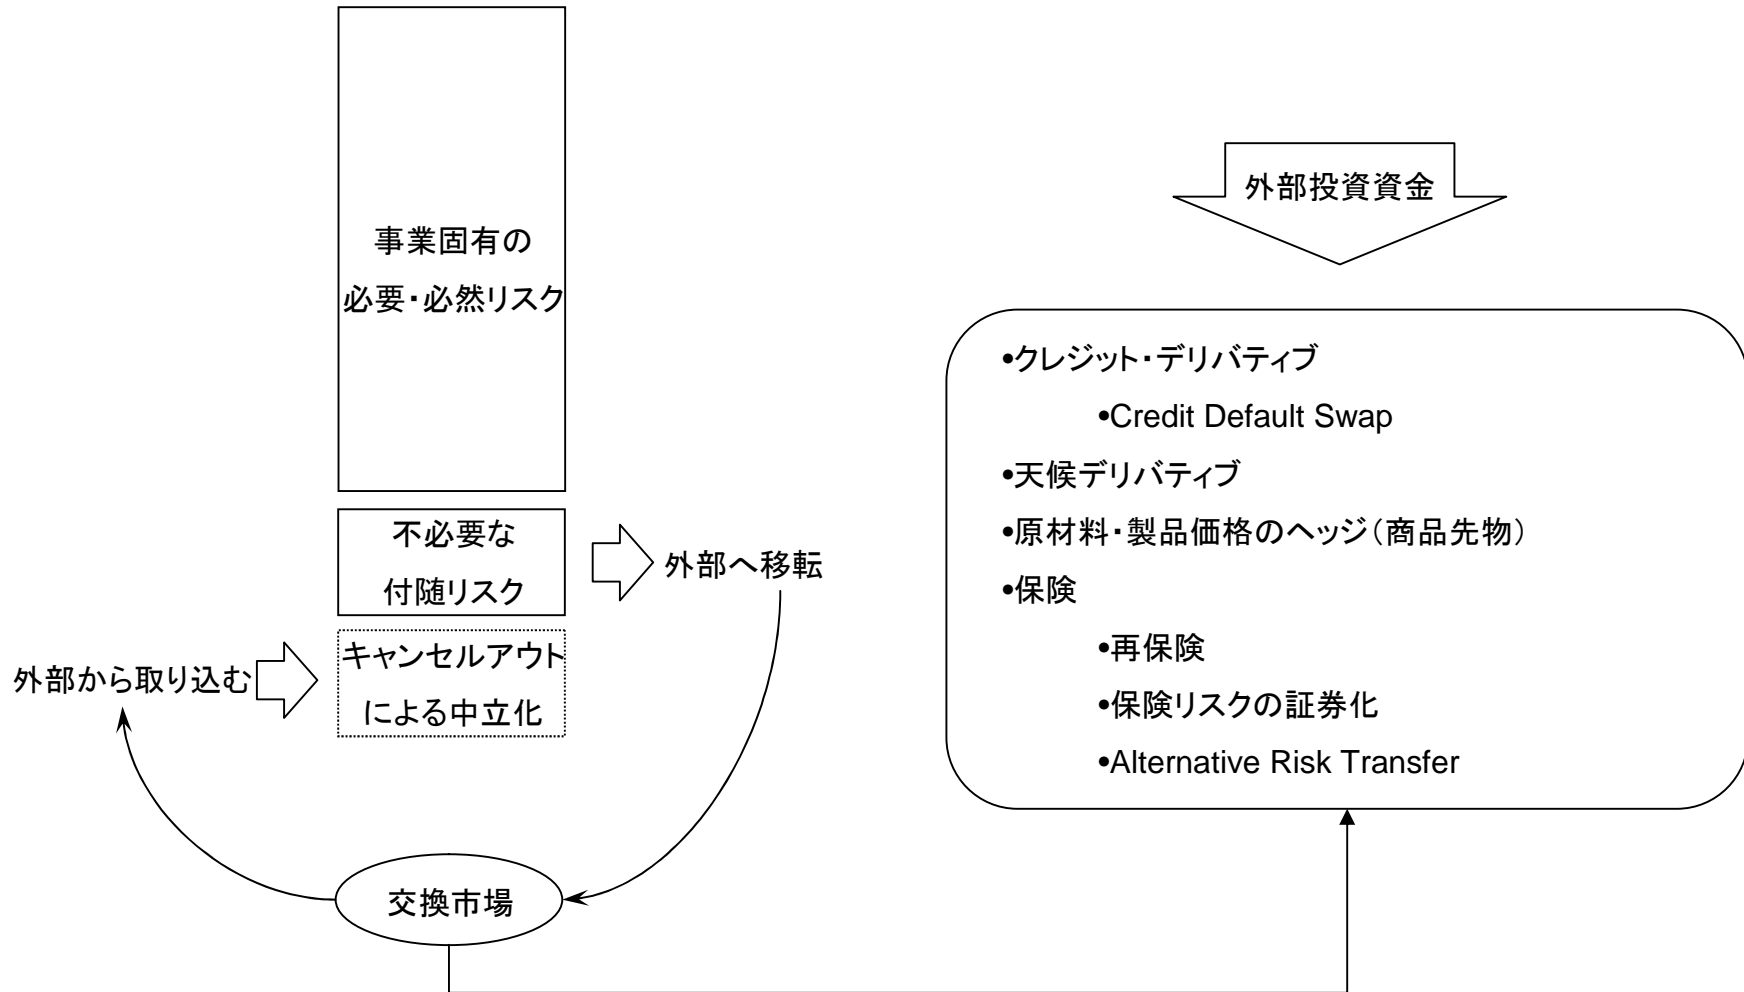 事業固有の
必要・必然リスク
不必要な
付随リスク
外部へ移転
外部から取り込む
キャンセルアウト
による中立化
交換市場
外部投資資金
•クレジット・デリバティブ
•Credit Default Swap
•天候デリバティブ
•原材料・製品価格のヘッジ（商品先物）
•保険
•再保険
•保険リスクの証券化
•Alternative Risk Transfer